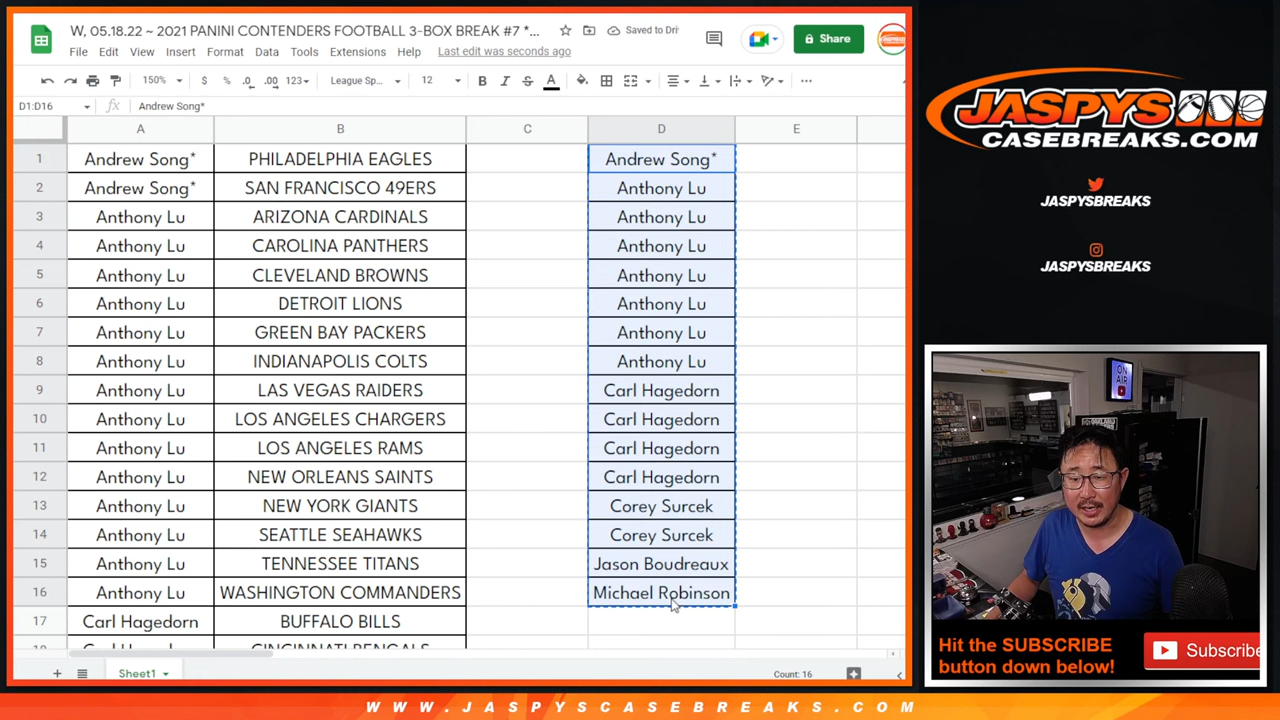 W, 05.18.22 ~ 2021 PANINI CONTENDERS FOOTBALL 3-BOX BREAK #7 *...
Saved to Dri
File Edit View Insert Format Data Tools Extensions Help Last edit was seconds ago
Share
150% $ % .0 .00 123 League Sp... 12 B I S A
D1:D16 fx Andrew Song*
A B C D E
1 Andrew Song* PHILADELPHIA EAGLES Andrew Song*
2 Andrew Song* SAN FRANCISCO 49ERS Anthony Lu
3 Anthony Lu ARIZONA CARDINALS Anthony Lu
4 Anthony Lu CAROLINA PANTHERS Anthony Lu
5 Anthony Lu CLEVELAND BROWNS Anthony Lu
6 Anthony Lu DETROIT LIONS Anthony Lu
7 Anthony Lu GREEN BAY PACKERS Anthony Lu
8 Anthony Lu INDIANAPOLIS COLTS Anthony Lu
9 Anthony Lu LAS VEGAS RAIDERS Carl Hagedorn
10 Anthony Lu LOS ANGELES CHARGERS Carl Hagedorn
11 Anthony Lu LOS ANGELES RAMS Carl Hagedorn
12 Anthony Lu NEW ORLEANS SAINTS Carl Hagedorn
13 Anthony Lu NEW YORK GIANTS Corey Surcek
14 Anthony Lu SEATTLE SEAHAWKS Corey Surcek
15 Anthony Lu TENNESSEE TITANS Jason Boudreaux
16 Anthony Lu WASHINGTON COMMANDERS Michael Robinson
17 Carl Hagedorn BUFFALO BILLS
Carl Hagedorn CINCINNATI BENGALS
Sheet1
Count: 16
JASPYS
CASEBREAKS.COM
JASPYSBREAKS
JASPYSBREAKS
ON
AIR
Hit the SUBSCRIBE
button down below!
Subscribe
WWW.JASPYSCASEBREAKS.COM